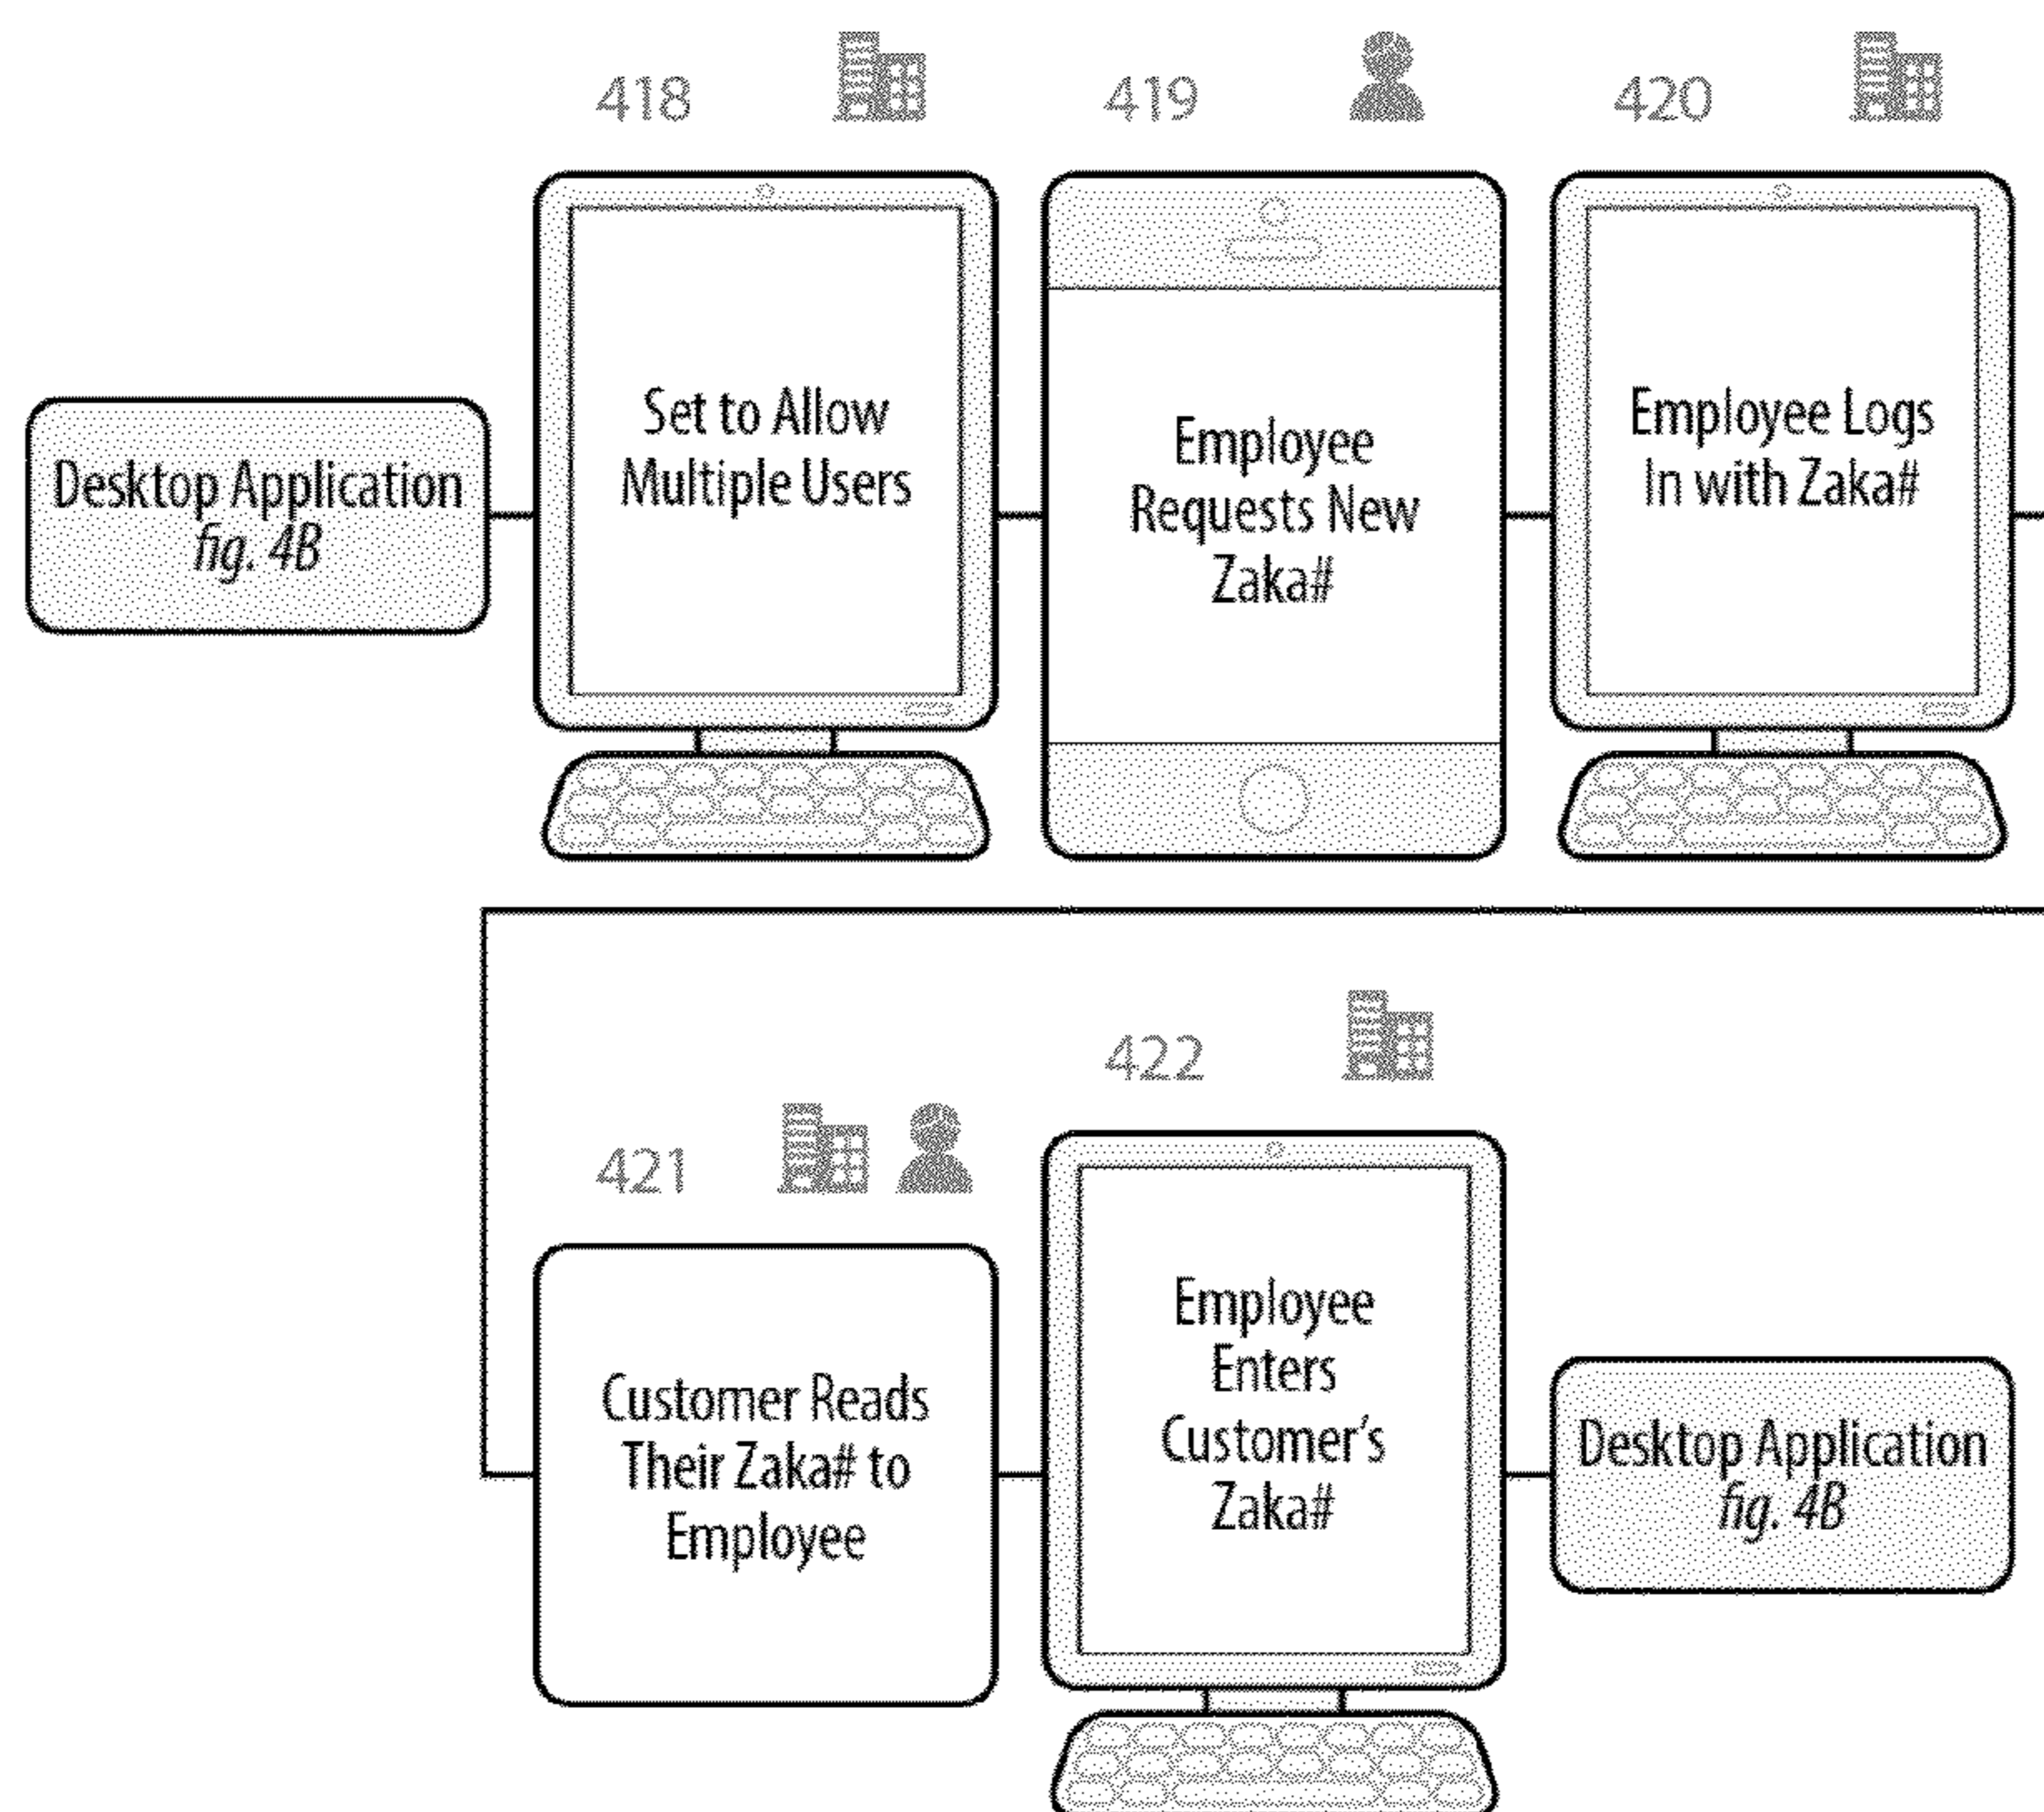 418
419
420
Desktop Application
fig. 4B
Set to Allow
Multiple Users
Employee
Requests New
Zaka#
Employee Logs
In with Zaka#
421
422
Customer Reads
Their Zaka# to
Employee
Employee
Enters
Customer's
Zaka#
Desktop Application
fig. 4B